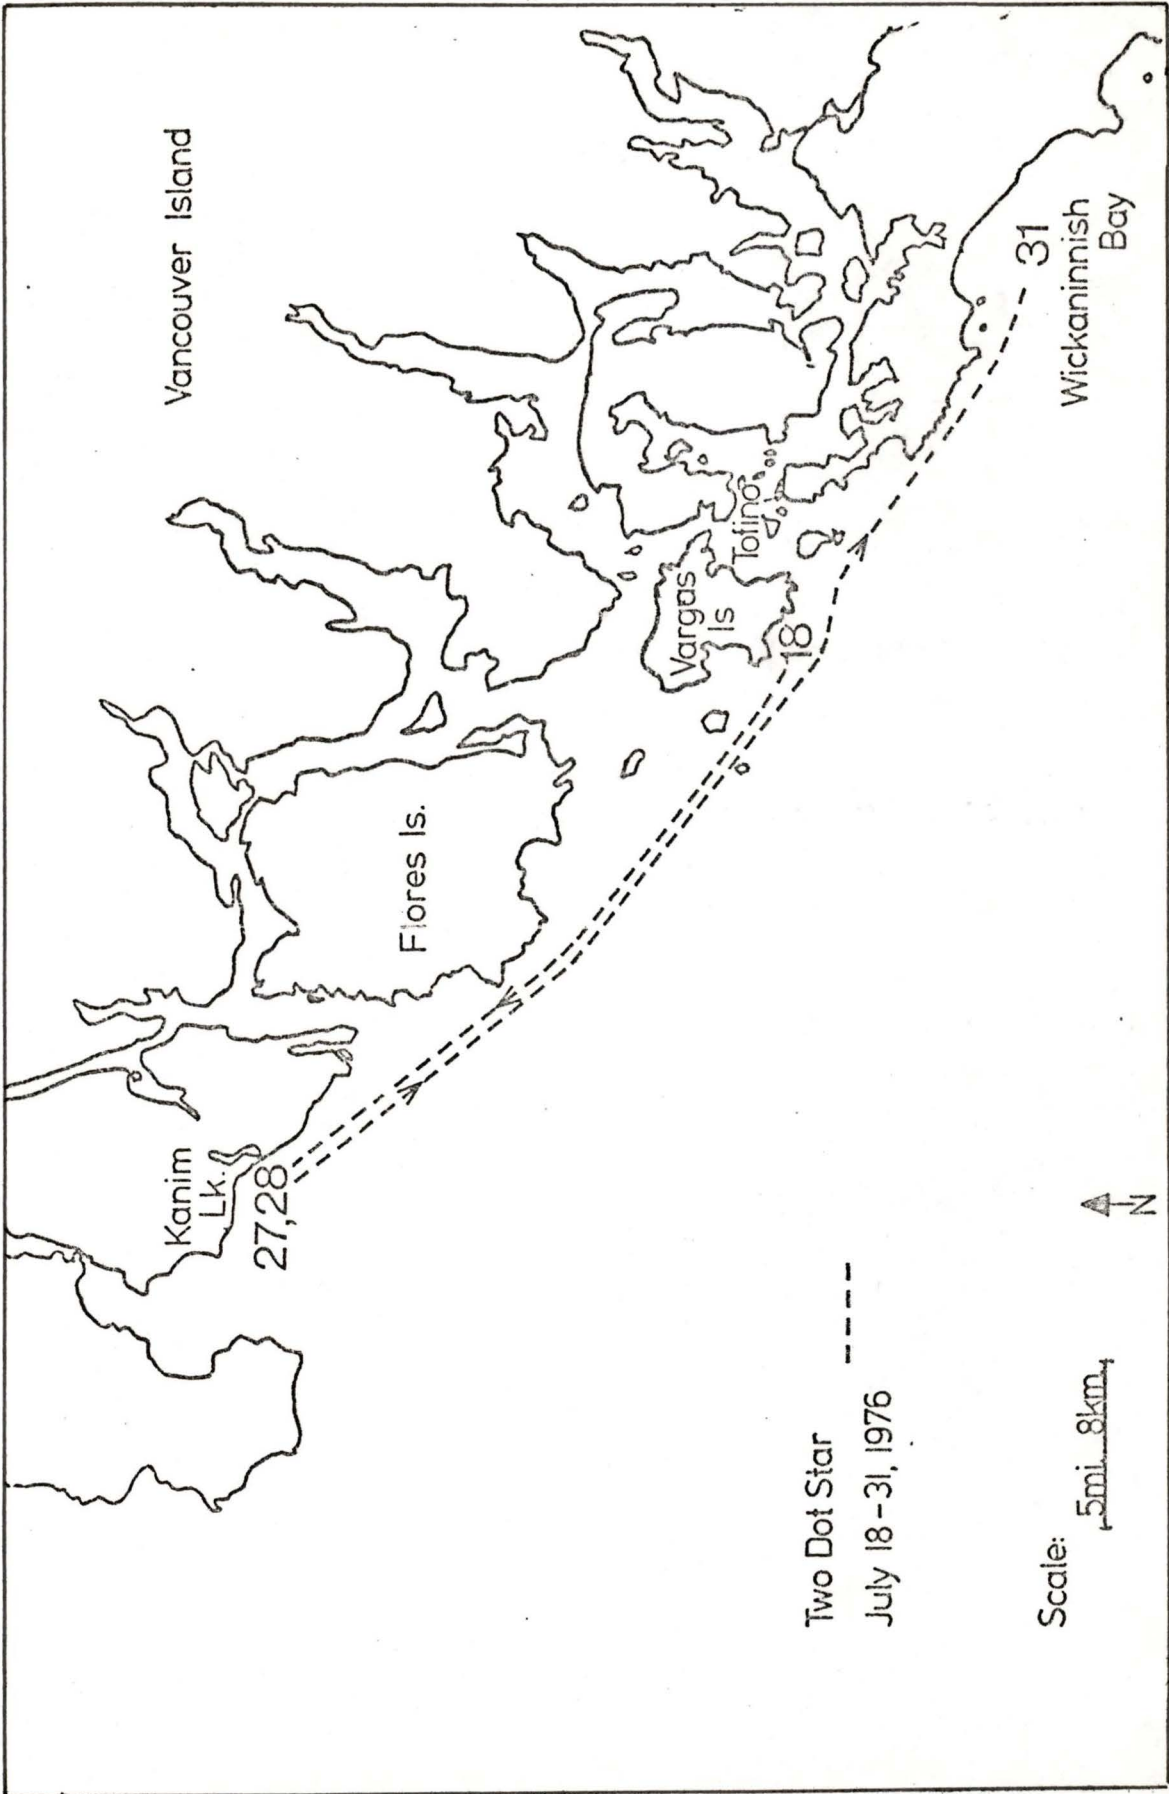 Vancouver Island
Kanim
Lk.
27,28
Flores Is.
Vargas
Is
Tofino
18
31
Wickaninnish
Bay
Two Dot Star
July 18-31, 1976
Scale:
5mi. 8km.
N